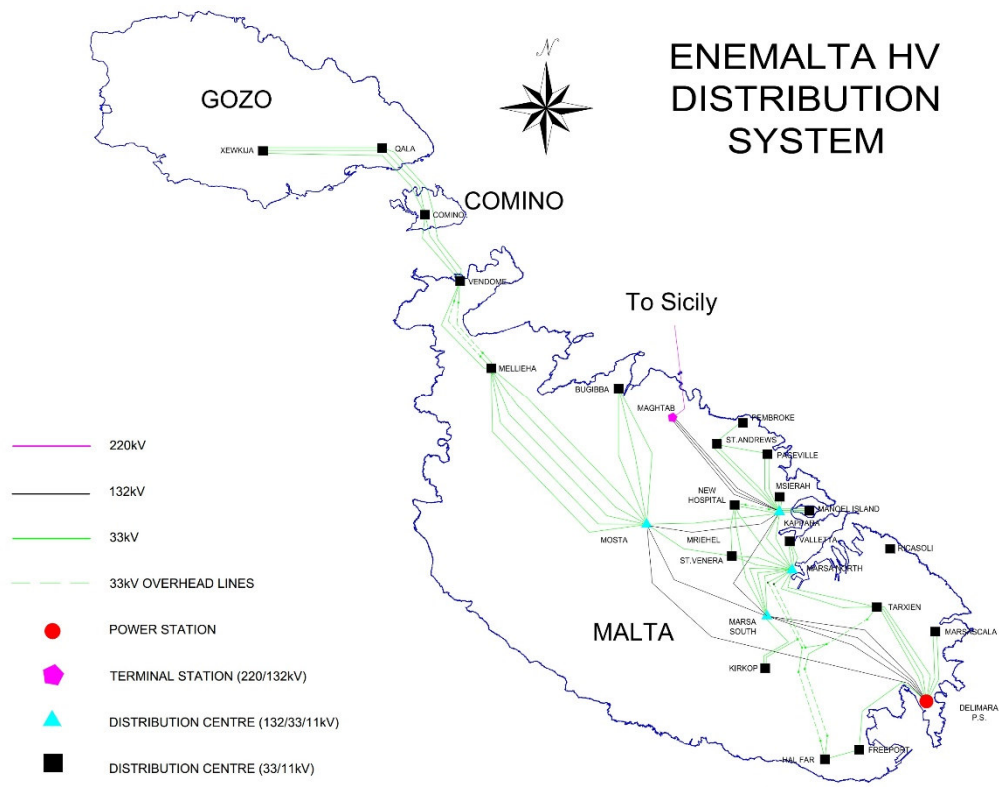 ENEMALTA HV
DISTRIBUTION
SYSTEM
N
GOZO
XEWKIJA
QALA
COMINO
COMINO
VENDOME
To Sicily
MELLIEHA
BUGIBBA
MAGHTAB
PEMBROKE
ST.ANDREWS
PACEVILLE
MSIERAH
NEW
HOSPITAL
MANOEL ISLAND
KAPPARA
MOSTA
MRIEHEL
VALLETTA
RICASOLI
ST.VENERA
MARSA NORTH
TARXIEN
MALTA
MARSA
SOUTH
MARSASCALA
KIRKOP
DELIMARA
P.S.
FREEPORT
HAL FAR
220kV
132kV
33kV
33kV OVERHEAD LINES
POWER STATION
TERMINAL STATION (220/132kV)
DISTRIBUTION CENTRE (132/33/11kV)
DISTRIBUTION CENTRE (33/11kV)